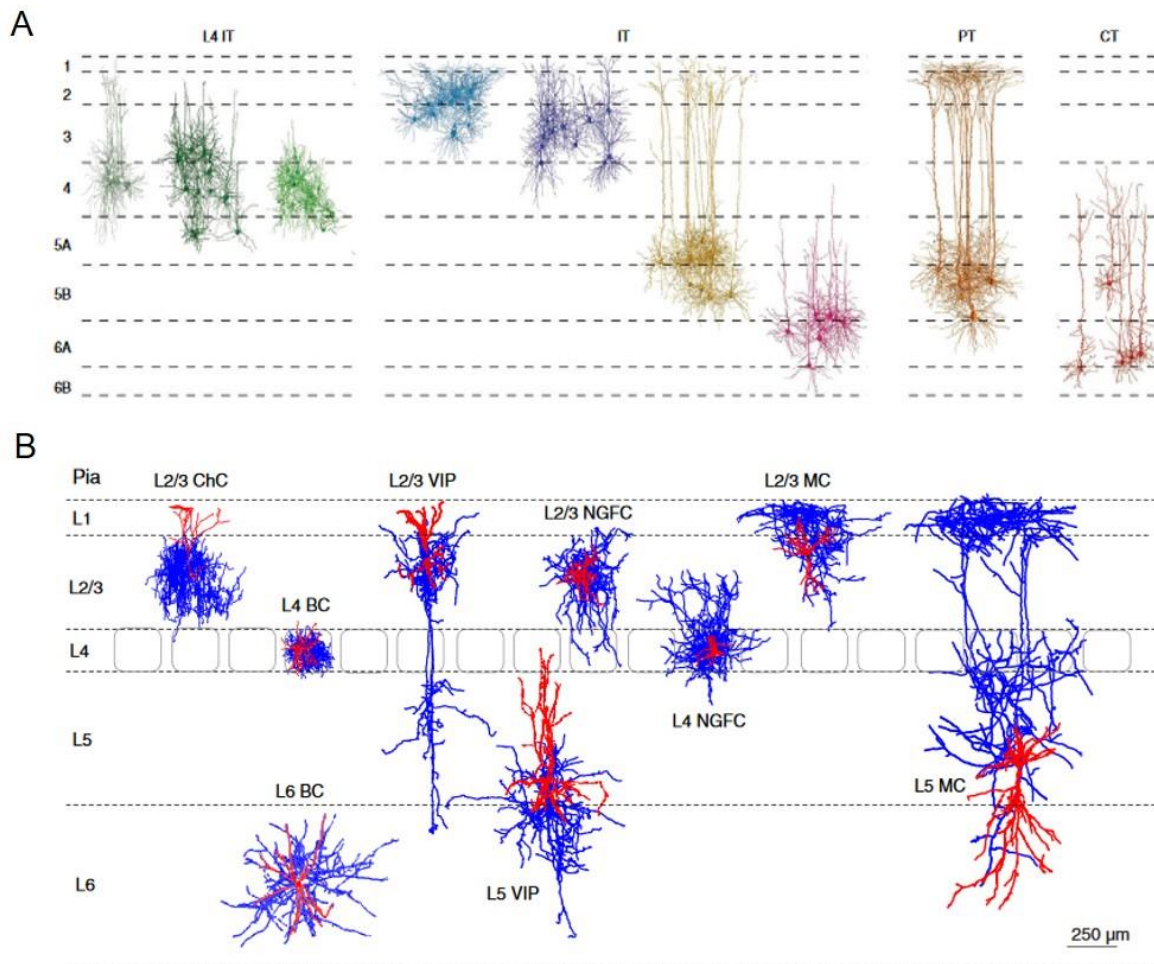 A
L4 IT IT PT CT
1
2
3
4
5A
5B
6A
6B
B
Pia L2/3 ChC L2/3 VIP L2/3 MC
L1 L2/3 NGFC
L2/3
L4 BC
L4
L4 NGFC
L5
L6 BC L5 MC
L6 L5 VIP
250 µm